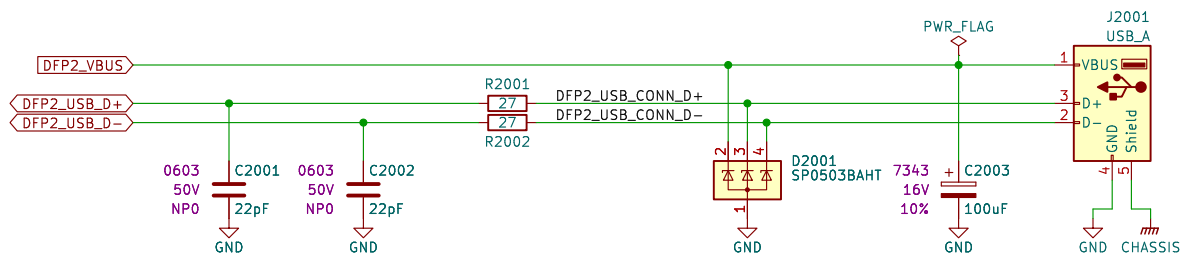 J2001
USB_A
PWR_FLAG
DFP2_VBUS
1
VBUS
R2001
DFP2_USB_D+
27
DFP2_USB_CONN_D+
3
D+
DFP2_USB_D-
27
DFP2_USB_CONN_D-
2
D-
R2002
GND
Shield
4
5
0603
50V
NP0
C2001
22pF
GND
0603
50V
NP0
C2002
22pF
GND
2
3
4
D2001
SP0503BAHT
1
GND
7343
16V
10%
+
C2003
100uF
GND
GND
CHASSIS